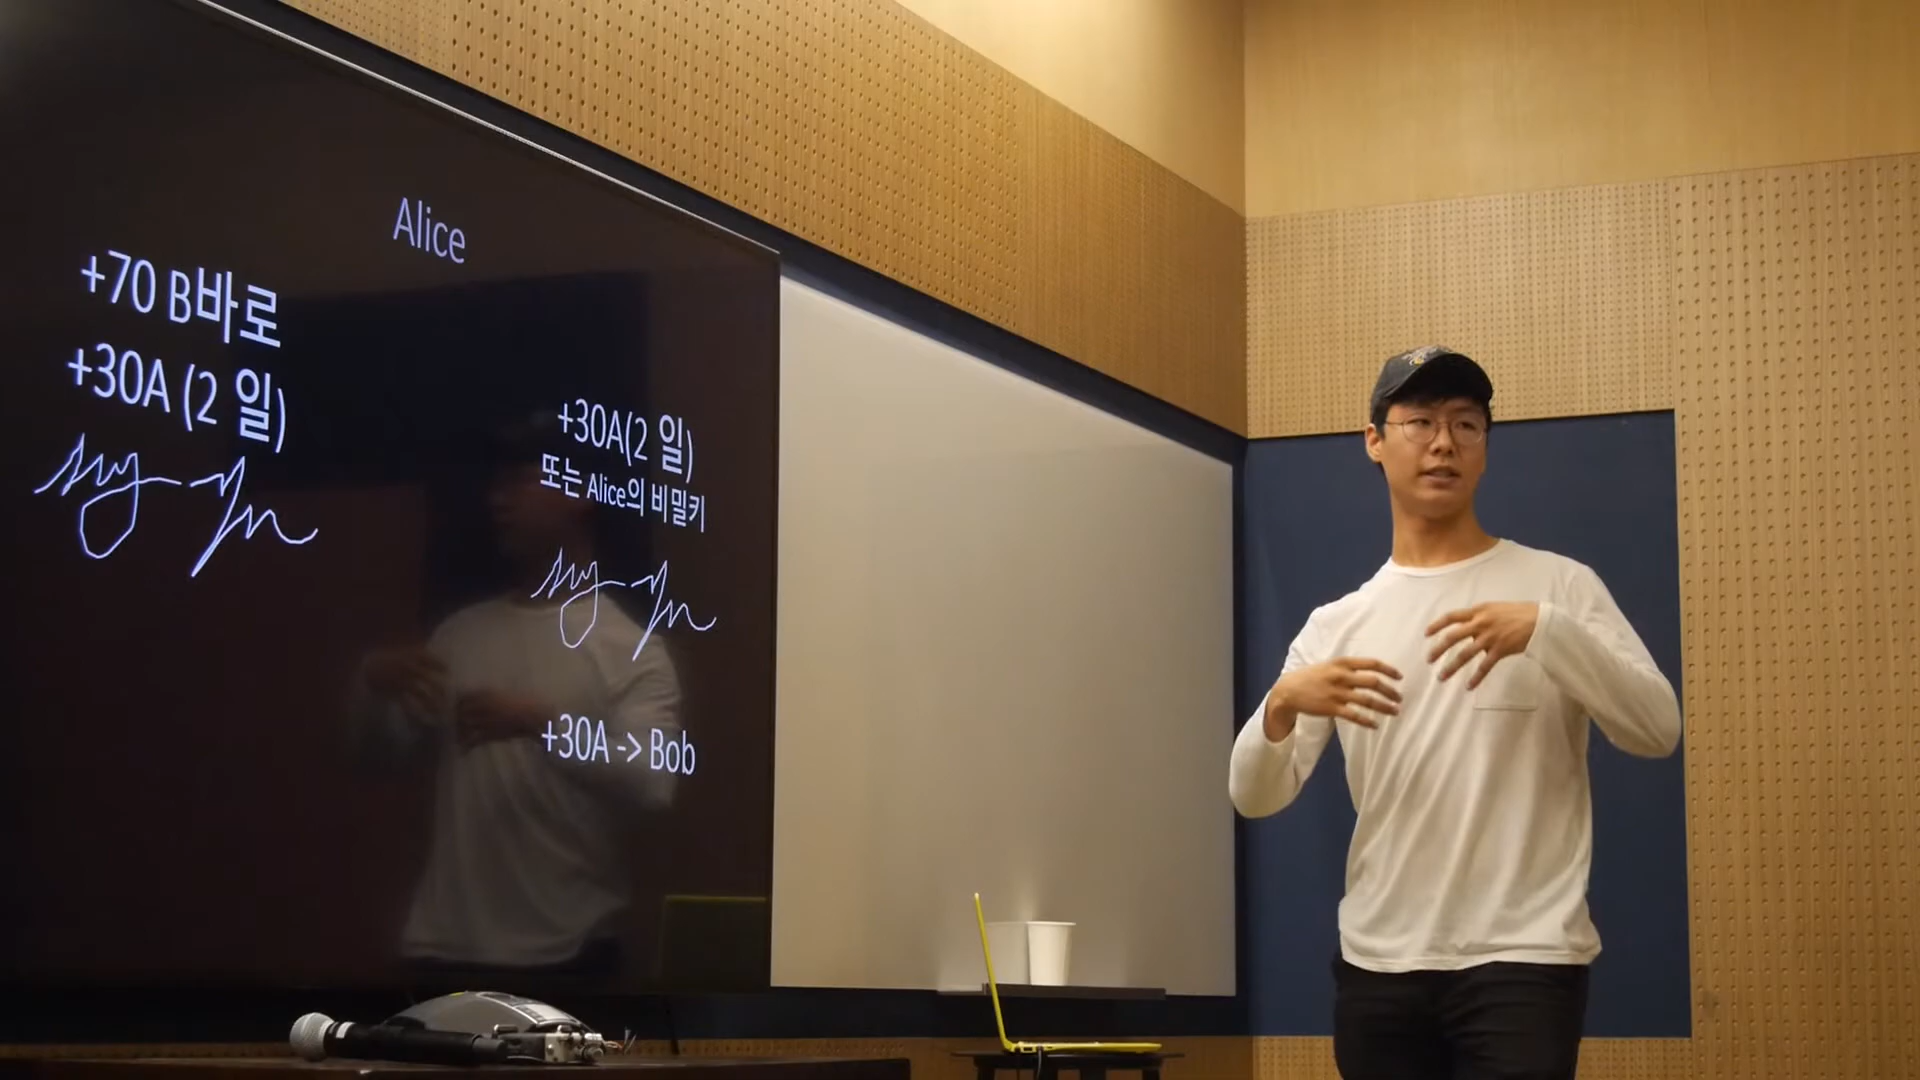 Alice
+70 B바로
+30A (2 일)
+30A(2 일)
또는 Alice의 비밀키
+30A -> Bob